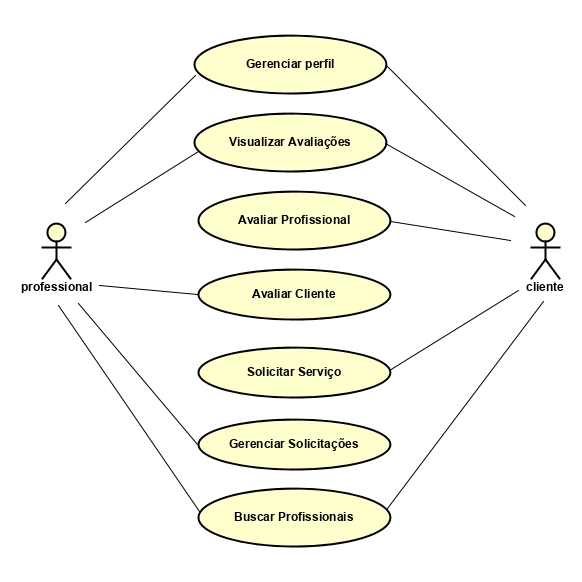 Gerenciar perfil
Visualizar Avaliações
Avaliar Profissional
professional
cliente
Avaliar Cliente
Solicitar Serviço
Gerenciar Solicitações
Buscar Profissionais